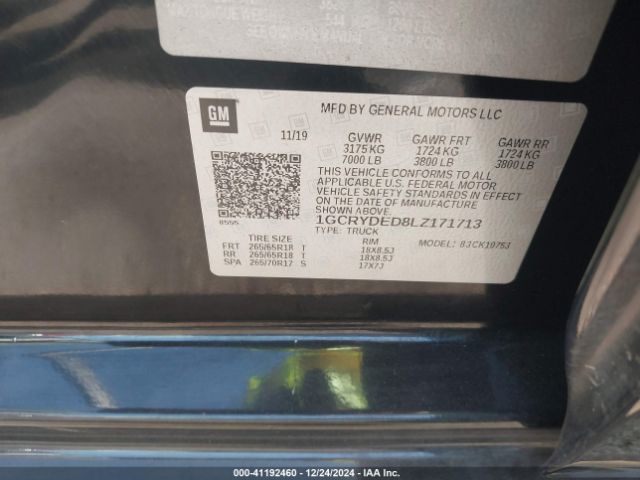 GM
MFD BY GENERAL MOTORS LLC
11/19 GVWR GAWR FRT GAWR RR
3175 KG 1724 KG 1724 KG
7000 LB 3800 LB 3800 LB
THIS VEHICLE CONFORMS TO ALL
APPLICABLE U.S. FEDERAL MOTOR
VEHICLE SAFETY STANDARDS IN EFFECT
ON THE DATE OF MANUFACTURE
SHOWN ABOVE.
1GCRYDED8LZ171713
TYPE: TRUCK MODEL:
TIRE SIZE RIM
FRT 265/65R18 T 18X8.5J
RR 265/65R18 T 18X8.5J
SPA 265/70R17 S 17X7J
000-41192460 - 12/24/2024 - IAA Inc.